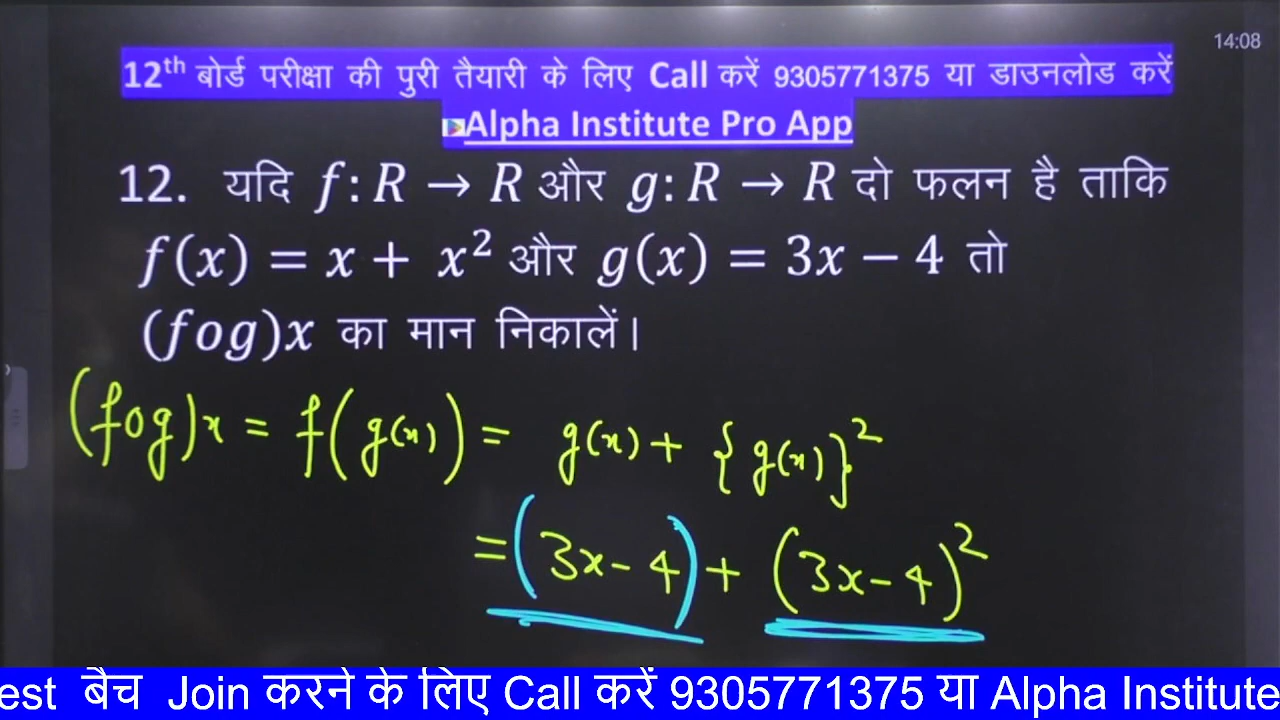 14:08
12th बोर्ड परीक्षा की पुरी तैयारी के लिए Call करें 9305771375 या डाउनलोड करें
Alpha Institute Pro App
12. यदि f: R → R और g: R → R दो फलन है ताकि
f(x) = x + x² और g(x) = 3x − 4 तो
(fog)x का मान निकालें।
(fog)x = f(g(x)) = g(x) + {g(x)}²
= (3x - 4) + (3x - 4)²
est बैच Join करने के लिए Call करें 9305771375 या Alpha Institute